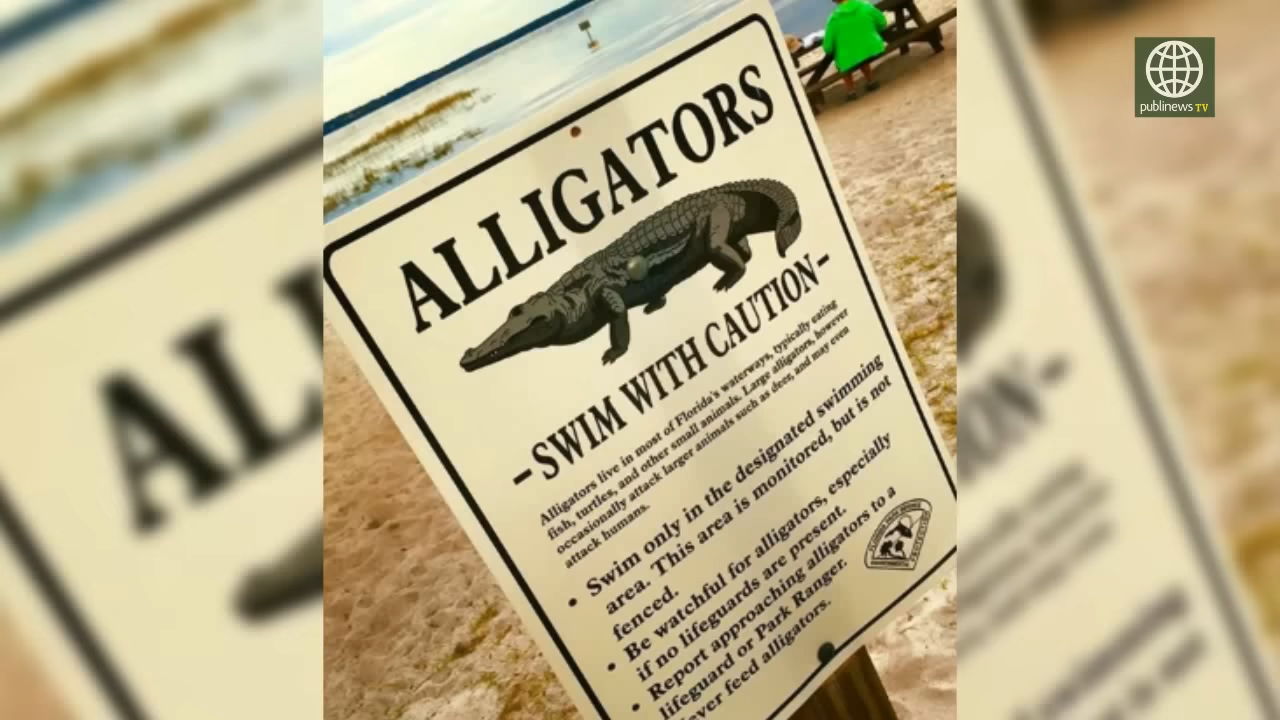 ALLIGATORS
-SWIM WITH CAUTION-
Alligators live in most of Florida's waterways, typically eating
fish, turtles, and other small animals. Large alligators, however
occasionally attack larger animals such as deer, and may even
attack humans.
• Swim only in the designated swimming
area. This area is monitored, but is not
fenced.
• Be watchful for alligators, especially
if no lifeguards are present.
• Report approaching alligators to a
lifeguard or Park Ranger.
ever feed alligators.
publinews TV